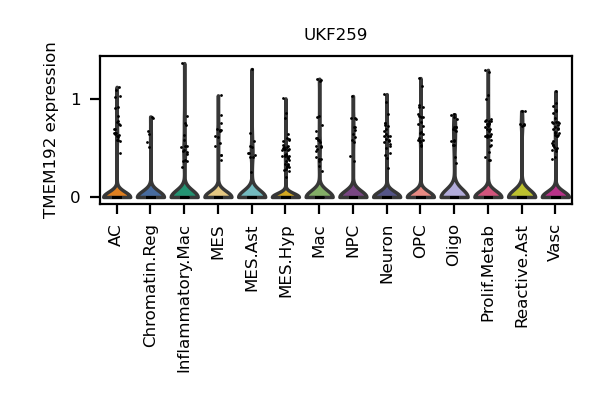 UKF259
TMEM192 expression
1
0
AC
Chromatin.Reg
Inflammatory.Mac
MES
MES.Ast
MES.Hyp
Mac
NPC
Neuron
OPC
Oligo
Prolif.Metab
Reactive.Ast
Vasc